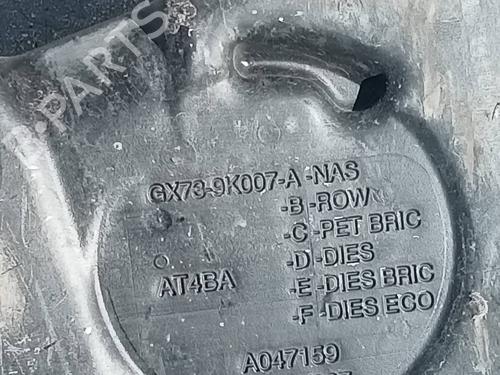 B-PARTS
GX73-9K007-A-NAS
-B-ROW
-C-PET BRIC
-D-DIES
AT4BA -E-DIES BRIC
-F-DIES ECO
A047159